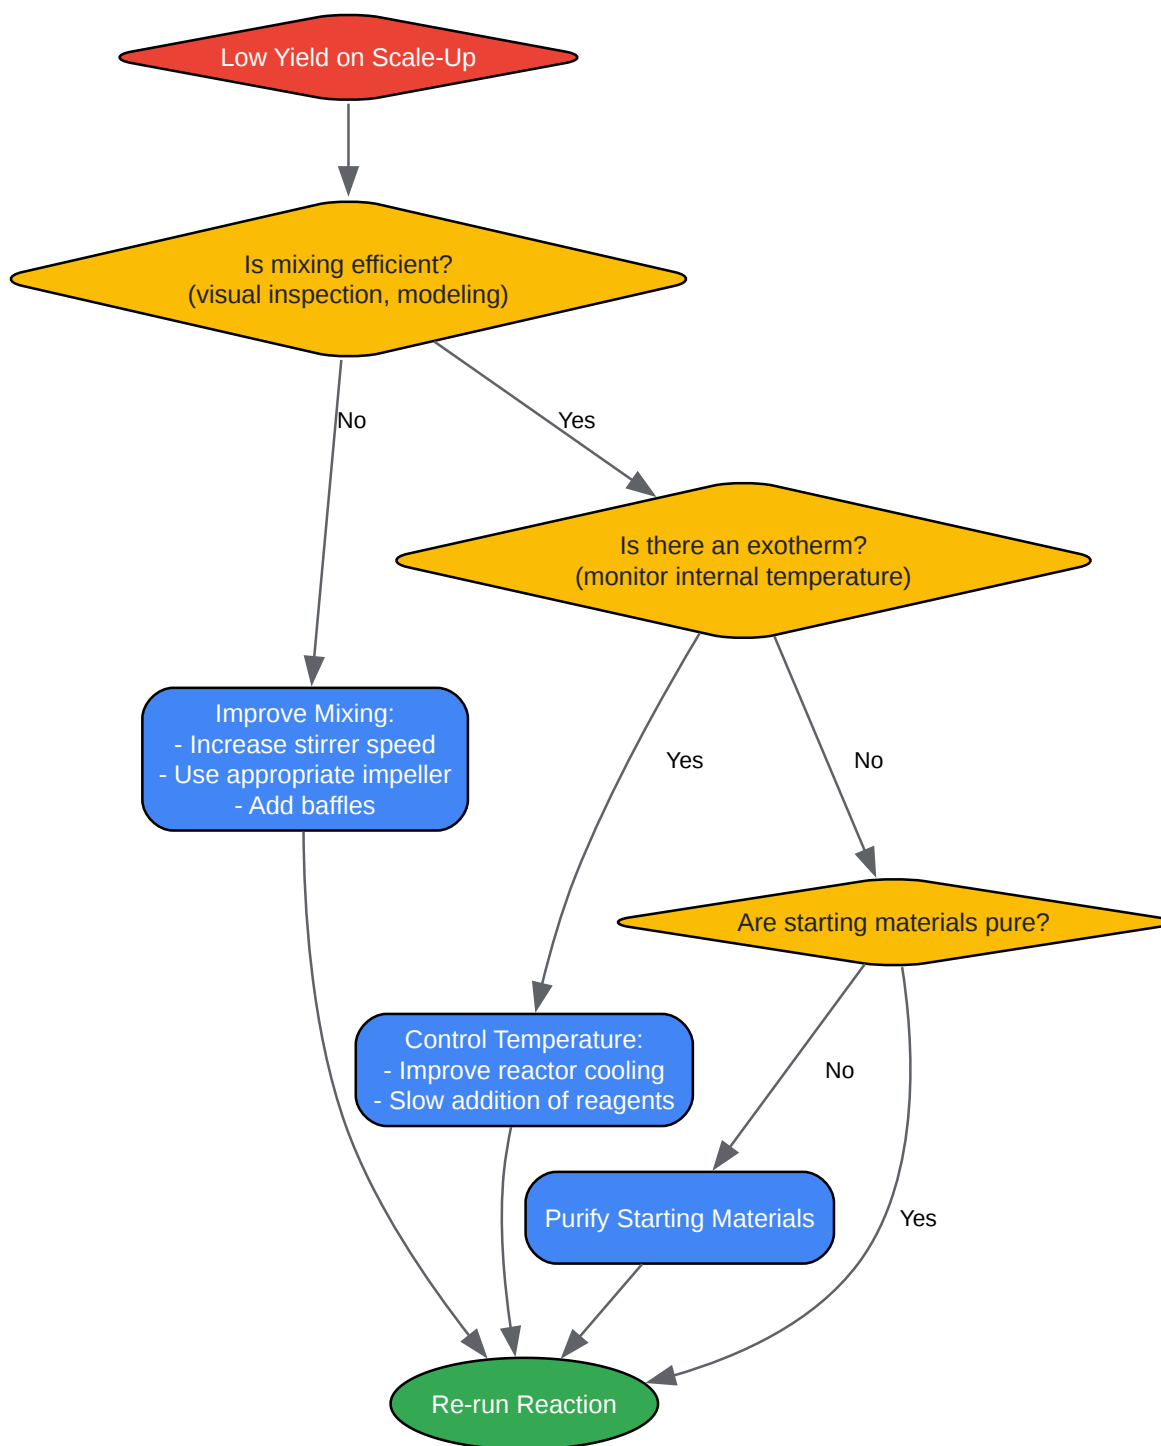 Low Yield on Scale-Up
Is mixing efficient?
(visual inspection, modeling)
No
Yes
Is there an exotherm?
(monitor internal temperature)
Improve Mixing:
- Increase stirrer speed
- Use appropriate impeller
- Add baffles
Yes
No
Are starting materials pure?
Control Temperature:
- Improve reactor cooling
- Slow addition of reagents
No
Purify Starting Materials
Yes
Re-run Reaction